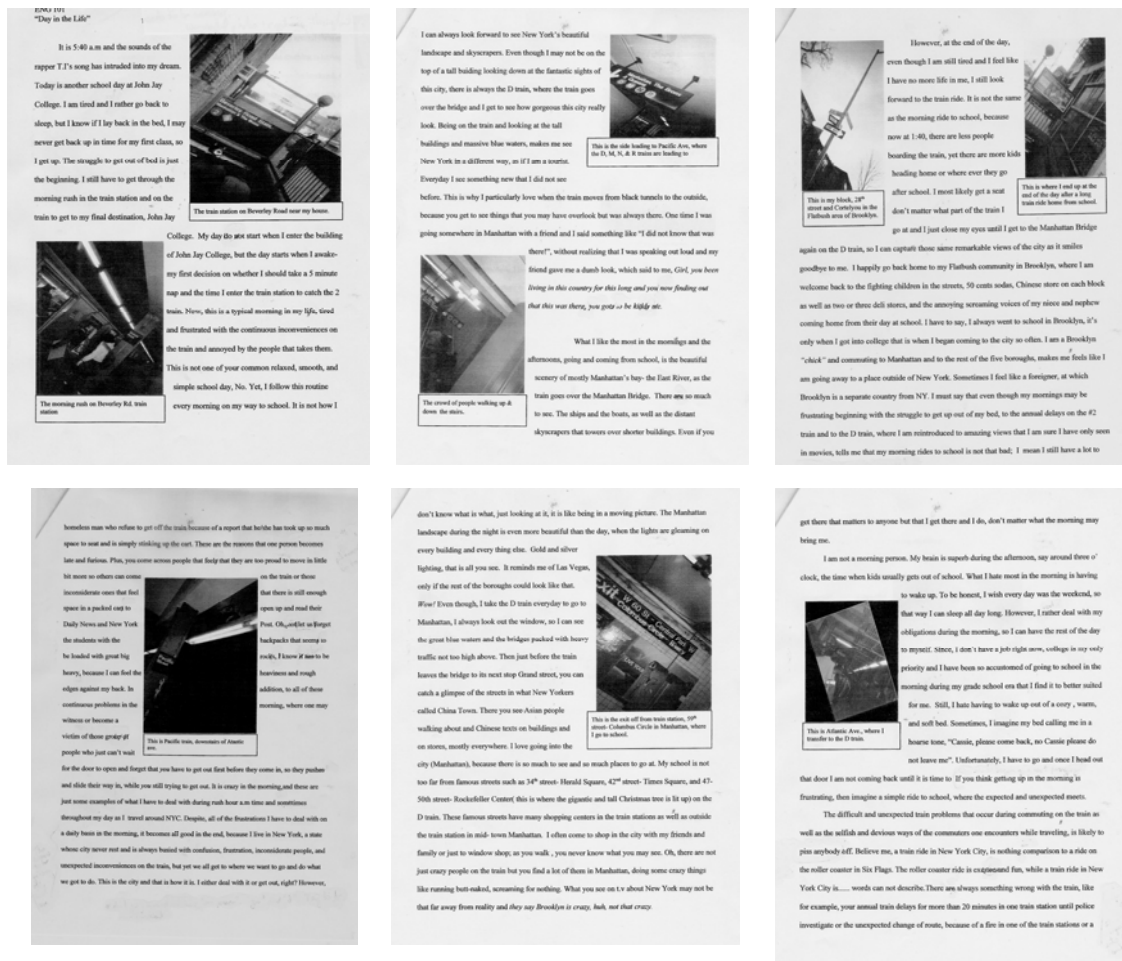 ENG 101
"Day in the Life"
It is 5:40 a.m and the sounds of the
rapper T.I's song has intruded into my dream.
Today is another school day at John Jay
College. I am tired and I rather go back to
sleep, but I know if I lay back in the bed, I may
never get back up in time for my first class, so
I get up. The struggle to get out of bed is just
the beginning. I still have to get through the
morning rush in the train station and on the
train to get to my final destination, John Jay
The train station on Beverley Road near my house.
College. My day do not start when I enter the building
of John Jay College, but the day starts when I awake-
my first decision on whether I should take a 5 minute
nap and the time I enter the train station to catch the 2
train. Now, this is a typical morning in my life, tired
and frustrated with the continuous inconveniences on
the train and annoyed by the people that takes them.
This is not one of your common relaxed, smooth, and
simple school day, No. Yet, I follow this routine
every morning on my way to school. It is not how I
The morning rush on Beverley Rd. train
station
I can always look forward to see New York's beautiful
landscape and skyscrapers. Even though I may not be on the
top of a tall buiding looking down at the fantastic sights of
this city, there is always the D train, where the train goes
over the bridge and I get to see how gorgeous this city really
look. Being on the train and looking at the tall
buildings and massive blue waters, makes me see
New York in a different way, as if I am a tourist.
Everyday I see something new that I did not see
This is the side leading to Pacific Ave, where
the D, M, N, & R trains are leading to
before. This is why I particularly love when the train moves from black tunnels to the outside,
because you get to see things that you may have overlook but was always there. One time I was
going somewhere in Manhattan with a friend and I said something like "I did not know that was
there!", without realizing that I was speaking out loud and my
friend gave me a dumb look, which said to me, Girl, you been
living in this country for this long and you now finding out
that this was there, you gota be kiddy me.
What I like the most in the mornings and the
afternoons, going and coming from school, is the beautiful
scenery of mostly Manhattan's bay- the East River, as the
train goes over the Manhattan Bridge. There are so much
to see. The ships and the boats, as well as the distant
skyscrapers that towers over shorter buildings. Even if you
The crowd of people walking up &
down the stairs.
However, at the end of the day,
even though I am still tired and I feel like
I have no more life in me, I still look
forward to the train ride. It is not the same
as the morning ride to school, because
now at 1:40, there are less people
boarding the train, yet there are more kids
heading home or where ever they go
after school. I most likely get a seat
don't matter what part of the train I
go at and I just close my eyes until I get to the Manhattan Bridge
This is my block, 28th
street and Cortelyou in the
Flatbush area of Brooklyn.
This is where I end up at the
end of the day after a long
train ride home from school.
again on the D train, so I can capture those same remarkable views of the city as it smiles
goodbye to me. I happily go back home to my Flatbush community in Brooklyn, where I am
welcome back to the fighting children in the streets, 50 cents sodas, Chinese store on each block
as well as two or three deli stores, and the annoying screaming voices of my niece and nephew
coming home from their day at school. I have to say, I always went to school in Brooklyn, it's
only when I got into college that is when I began coming to the city so often. I am a Brooklyn
"chick" and commuting to Manhattan and to the rest of the five boroughs, makes me feels like I
am going away to a place outside of New York. Sometimes I feel like a foreigner, at which
Brooklyn is a separate country from NY. I must say that even though my mornings may be
frustrating beginning with the struggle to get up out of my bed, to the annual delays on the #2
train and to the D train, where I am reintroduced to amazing views that I am sure I have only seen
in movies, tells me that my morning rides to school is not that bad; I mean I still have a lot to
homeless man who refuse to get off the train because of a report that he/she has took up so much
space to seat and is simply stinking up the cart. These are the reasons that one person becomes
late and furious. Plus, you come across people that feels that they are too proud to move in little
bit more so others can come on the train or those
inconsiderate ones that feel that there is still enough
space in a packed cart to open up and read their
Daily News and New York Post. Oh, not let us forget
the students with the backpacks that seems to
be loaded with great big rocks, I know it has to be
heavy, because I can feel the heaviness and rough
edges against my back. In addition, to all of these
continuous problems in the morning, where one may
witness or become a
victim of those group of
people who just can't wait
This is Pacific train, downstairs of Atantic
ave.
for the door to open and forget that you have to get out first before they come in, so they pushes
and slide their way in, while you still trying to get out. It is crazy in the morning and these are
just some examples of what I have to deal with during rush hour a.m time and sometimes
throughout my day as I travel around NYC. Despite, all of the frustrations I have to deal with on
a daily basis in the morning, it becomes all good in the end, because I live in New York, a state
whose city never rest and is always busied with confusion, frustration, inconsiderate people, and
unexpected inconveniences on the train, but yet we all get to where we want to go and do what
we got to do. This is the city and that is how it is. I either deal with it or get out, right? However,
don't know what is what, just looking at it, it is like being in a moving picture. The Manhattan
landscape during the night is even more beautiful than the day, when the lights are gleaming on
every building and every thing else. Gold and silver
lighting, that is all you see. It reminds me of Las Vegas,
only if the rest of the boroughs could look like that.
Wow! Even though, I take the D train everyday to go to
Manhattan, I always look out the window, so I can see
the great blue waters and the bridges packed with heavy
traffic not too high above. Then just before the train
leaves the bridge to its next stop Grand street, you can
catch a glimpse of the streets in what New Yorkers
called China Town. There you see Asian people
walking about and Chinese texts on buildings and
on stores, mostly everywhere. I love going into the
W 60 St
Exit
Columbus Circle
This is the exit off from train station, 59th
street- Columbus Circle in Manhattan, where
I go to school.
city (Manhattan), because there is so much to see and so much places to go at. My school is not
too far from famous streets such as 34th street- Herald Square, 42nd street- Times Square, and 47-
50th street- Rockefeller Center( this is where the gigantic and tall Christmas tree is lit up) on the
D train. These famous streets have many shopping centers in the train stations as well as outside
the train station in mid- town Manhattan. I often come to shop in the city with my friends and
family or just to window shop; as you walk , you never know what you may see. Oh, there are not
just crazy people on the train but you find a lot of them in Manhattan, doing some crazy things
like running butt-naked, screaming for nothing. What you see on t.v about New York may not be
that far away from reality and they say Brooklyn is crazy, huh, not that crazy.
get there that matters to anyone but that I get there and I do, don't matter what the morning may
bring me.
I am not a morning person. My brain is superb during the afternoon, say around three o'
clock, the time when kids usually gets out of school. What I hate most in the morning is having
to wake up. To be honest, I wish every day was the weekend, so
that way I can sleep all day long. However, I rather deal with my
obligations during the morning, so I can have the rest of the day
to myself. Since, I don't have a job right now, college is my only
priority and I have been so accustomed of going to school in the
morning during my grade school era that I find it to better suited
for me. Still, I hate having to wake up out of a cozy , warm,
and soft bed. Sometimes, I imagine my bed calling me in a
hoarse tone, "Cassie, please come back, no Cassie please do
not leave me". Unfortunately, I have to go and once I head out
This is Atlantic Ave., where I
transfer to the D train.
that door I am not coming back until it is time to If you think getting up in the morning is
frustrating, then imagine a simple ride to school, where the expected and unexpected meets.
The difficult and unexpected train problems that occur during commuting on the train as
well as the selfish and devious ways of the commuters one encounters while traveling, is likely to
piss anybody off. Believe me, a train ride in New York City, is nothing comparison to a ride on
the roller coaster in Six Flags. The roller coaster ride is and fun, while a train ride in New
York City is..... words can not describe.There are always something wrong with the train, like
for example, your annual train delays for more than 20 minutes in one train station until police
investigate or the unexpected change of route, because of a fire in one of the train stations or a